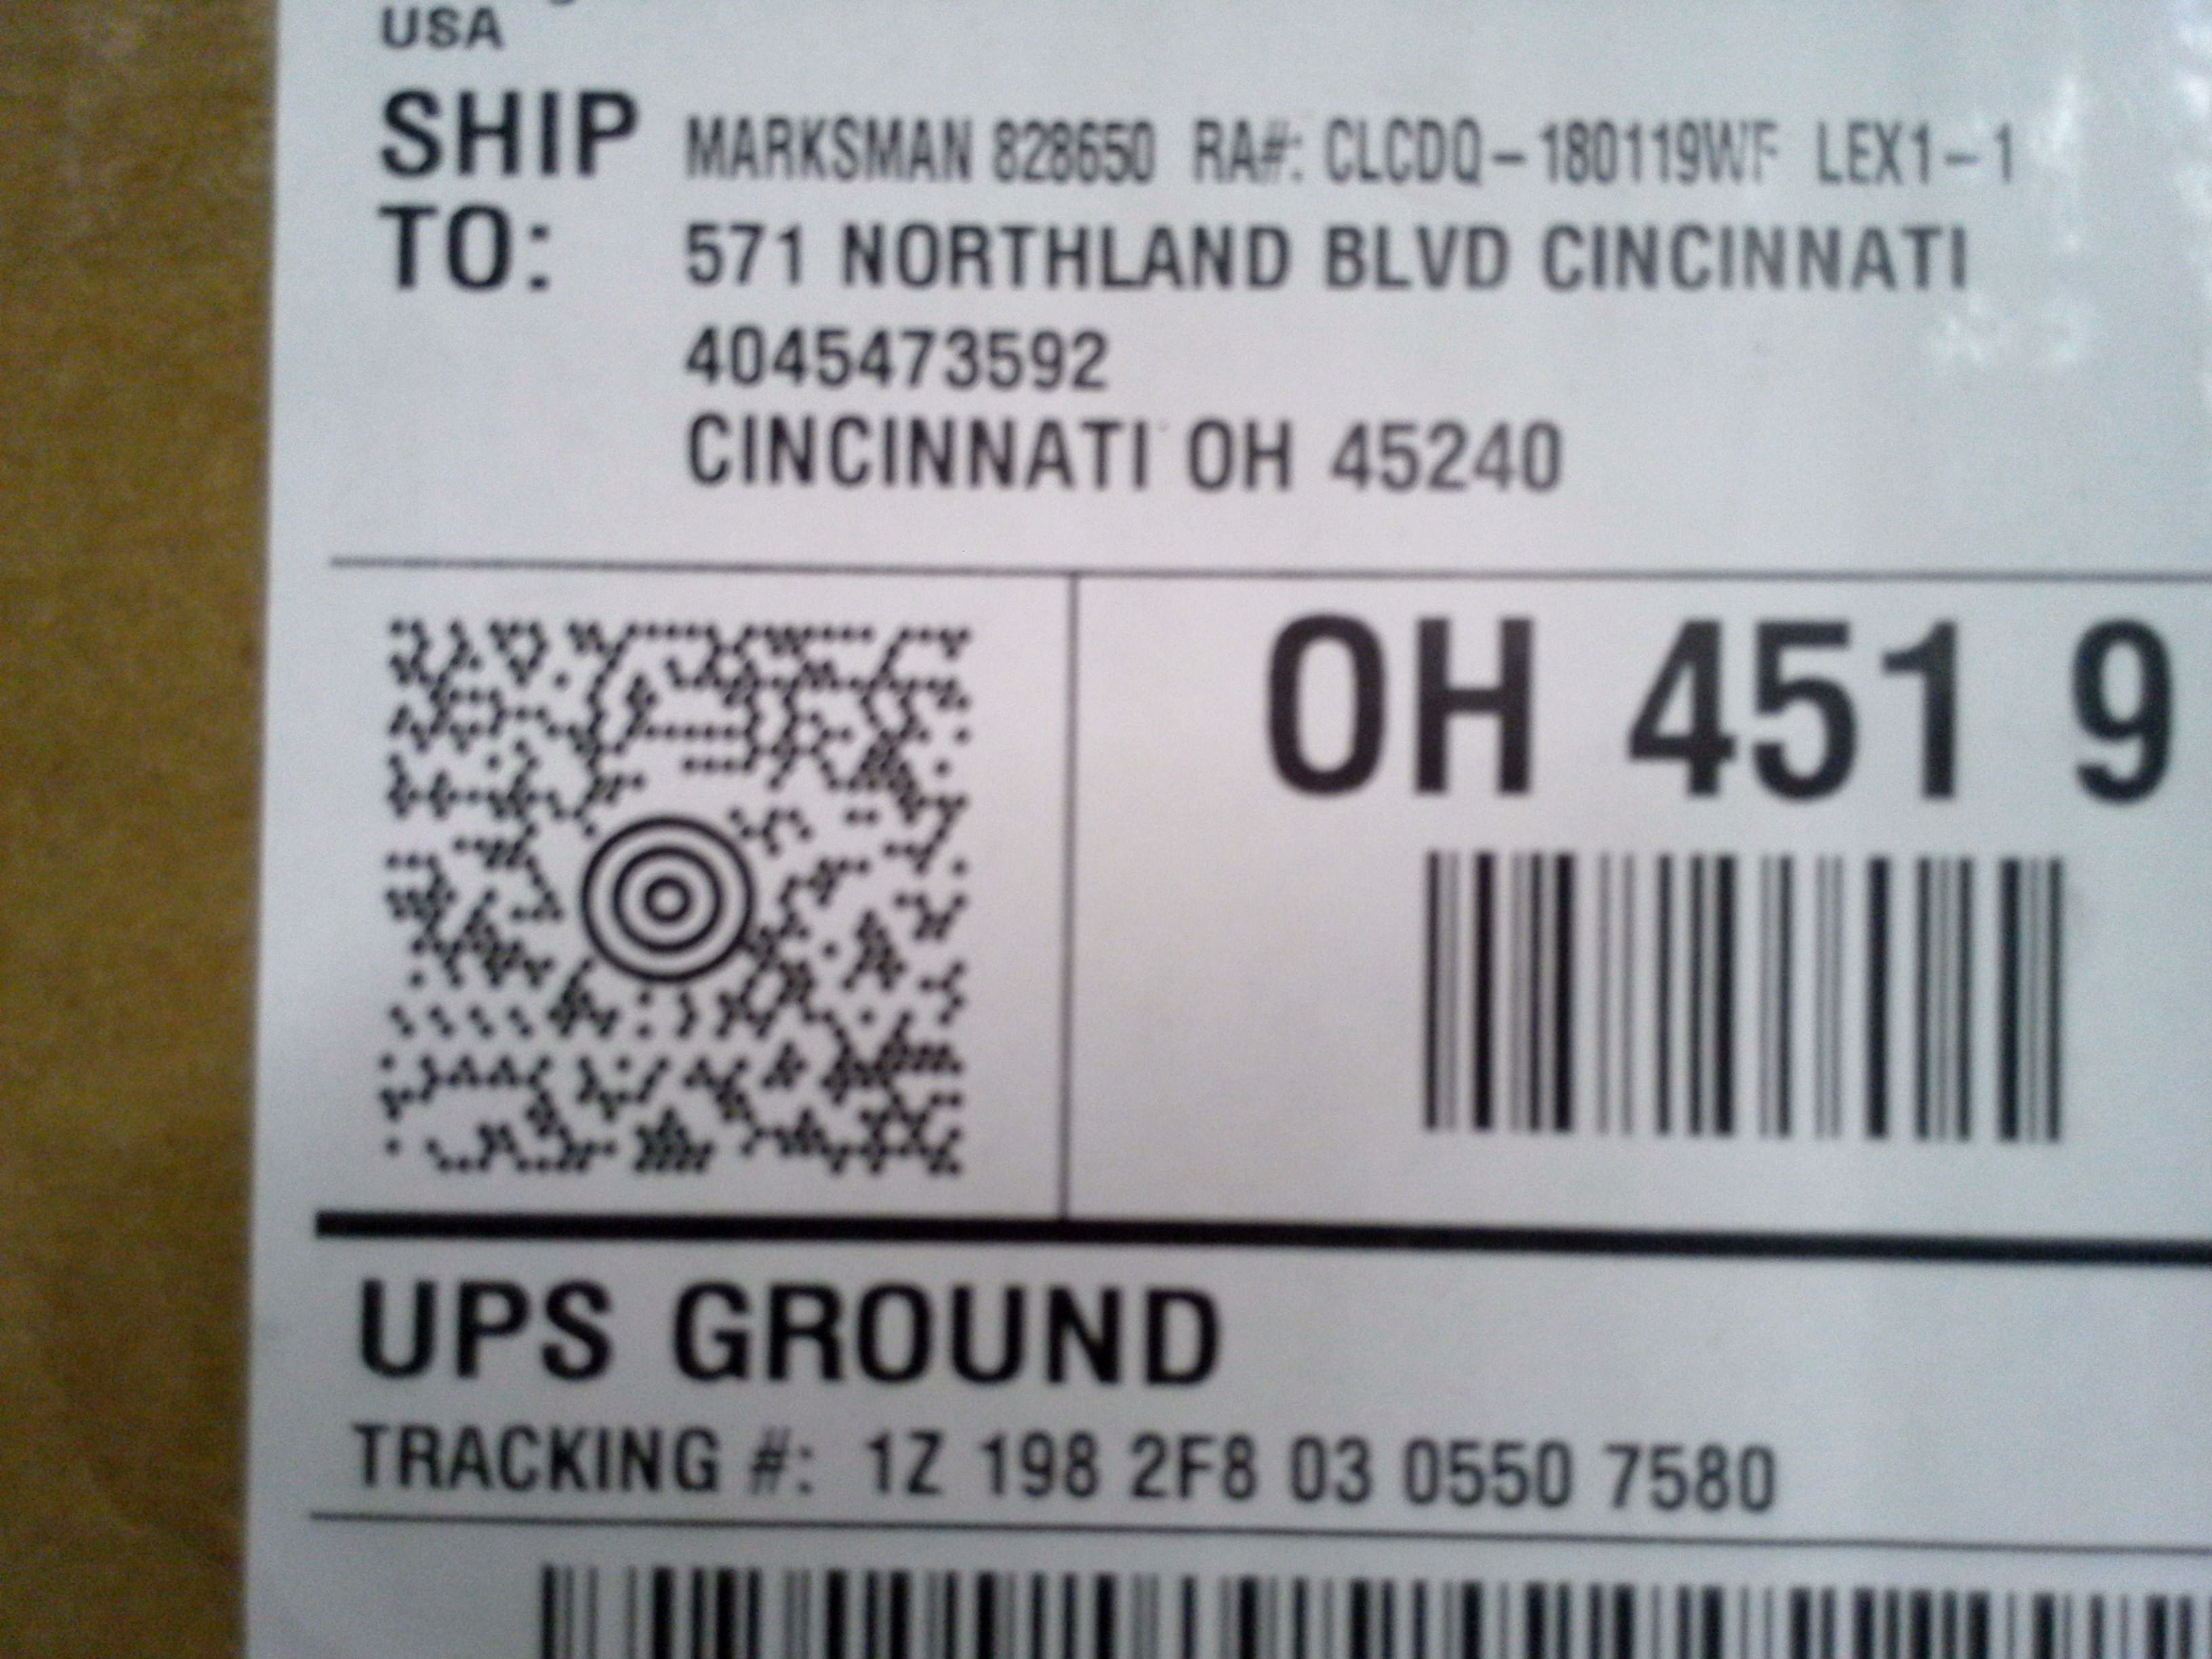 USA
SHIP TO:
MARKSMAN 828650 RA#: CLCDQ-180119WF LEX1-1
571 NORTHLAND BLVD CINCINNATI
4045473592
CINCINNATI OH 45240
OH 451 9
UPS GROUND
TRACKING #: 1Z 198 2F8 03 0550 7580